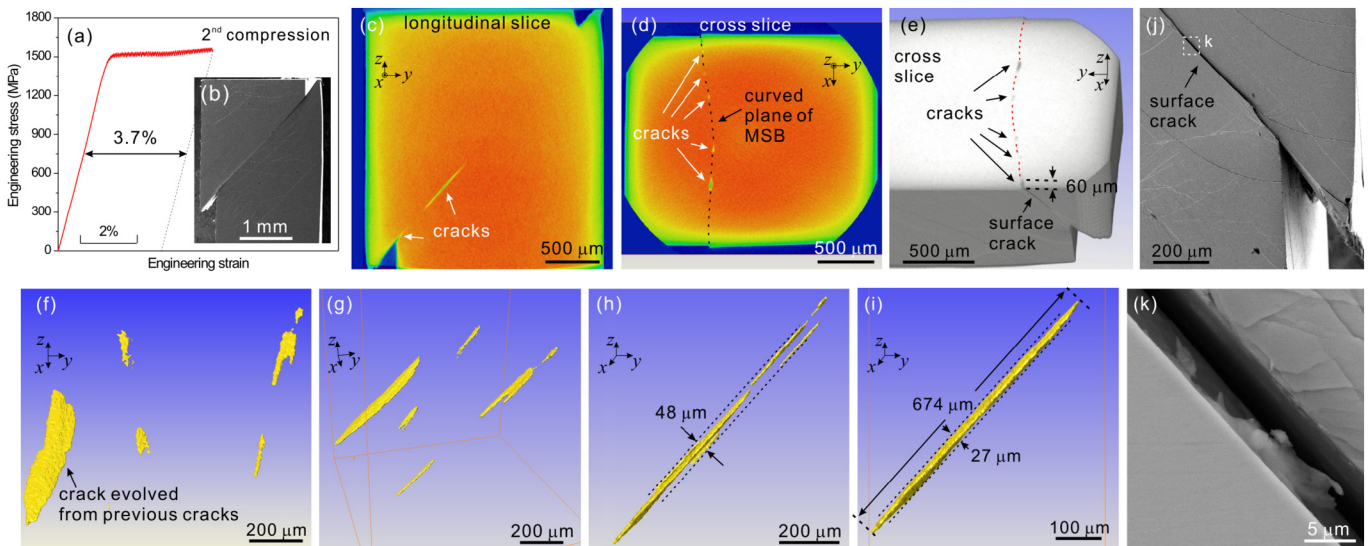 (a)
2nd compression
1800
1500
1200
900
600
300
0
Engineering stress (MPa)
3.7%
2%
Engineering strain
(b)
1 mm
(c)
longitudinal slice
z
x
y
cracks
500 μm
(d)
cross slice
z
y
x
cracks
curved
plane of
MSB
500 μm
(e)
cross
slice
z
y
x
cracks
60 μm
surface
crack
500 μm
(j)
k
surface
crack
200 μm
(f)
z
x
y
crack evolved
from previous cracks
200 μm
(g)
z
x
y
200 μm
(h)
z
x
y
48 μm
200 μm
(i)
z
x
y
674 μm
27 μm
100 μm
(k)
5 μm